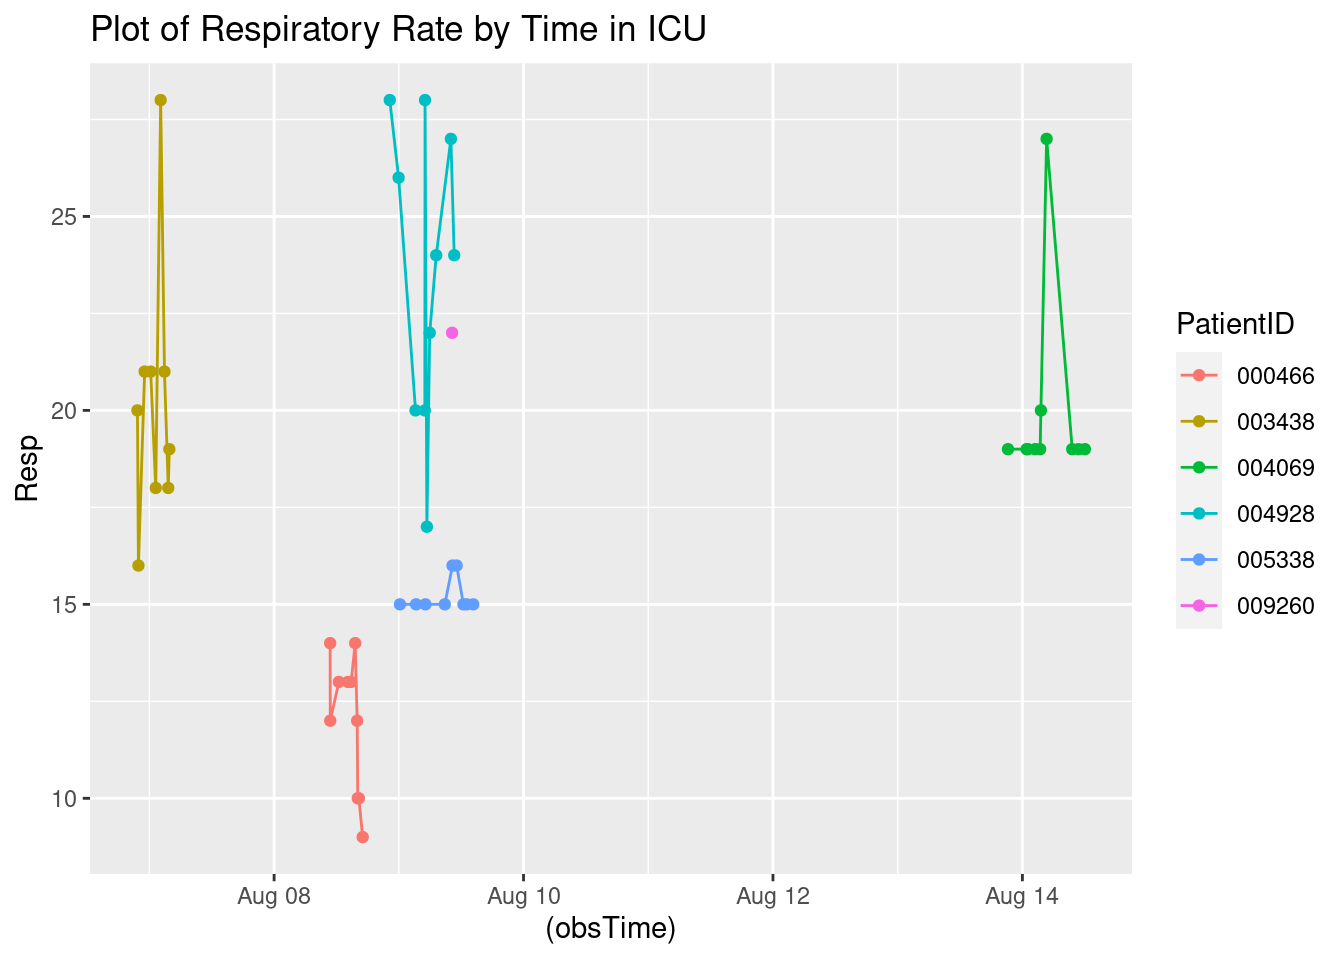 Plot of Respiratory Rate by Time in ICU
25
20
15
10
Resp
Aug 08
Aug 10
Aug 12
Aug 14
(obsTime)
PatientID
000466
003438
004069
004928
005338
009260